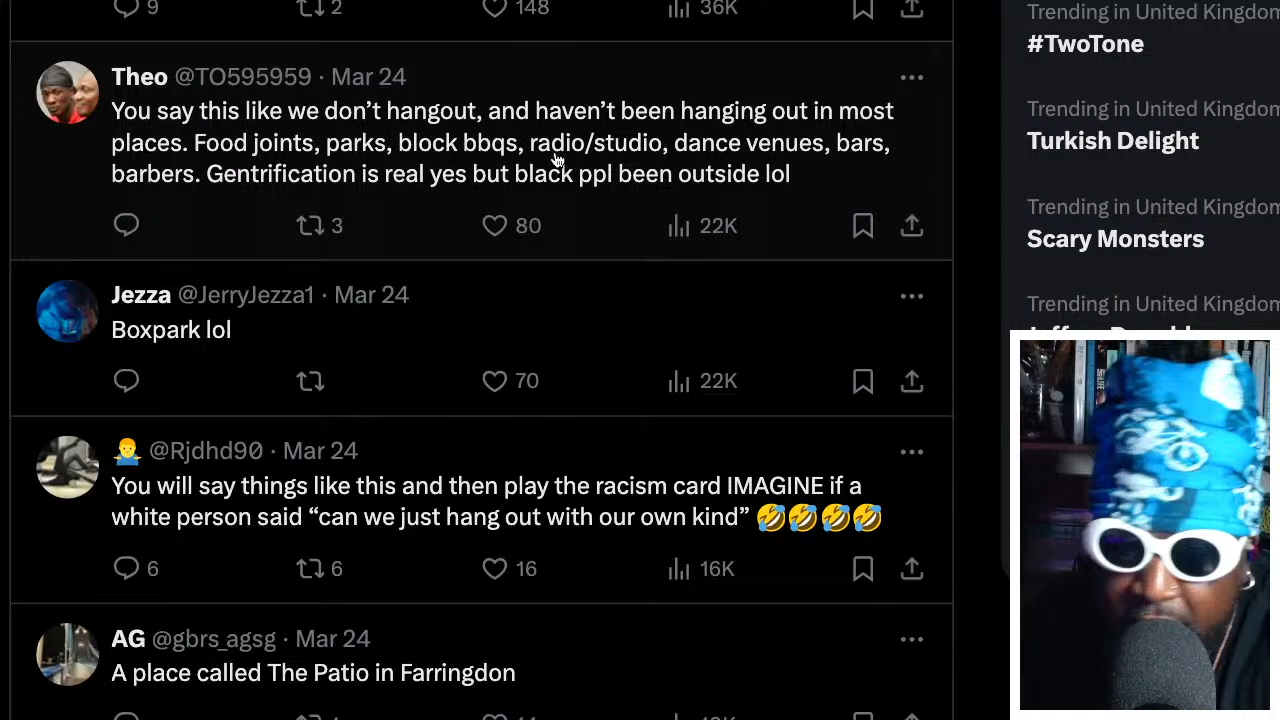 9 2 148 36K
Theo @TO595959 · Mar 24
You say this like we don’t hangout, and haven’t been hanging out in most
places. Food joints, parks, block bbqs, radio/studio, dance venues, bars,
barbers. Gentrification is real yes but black ppl been outside lol
3 80 22K
Jezza @JerryJezza1 · Mar 24
Boxpark lol
70 22K
🤷‍♂️ @Rjdhd90 · Mar 24
You will say things like this and then play the racism card IMAGINE if a
white person said “can we just hang out with our own kind” 🤣🤣🤣🤣
6 6 16 16K
AG @gbrs_agsg · Mar 24
A place called The Patio in Farringdon
Trending in United Kingdom
#TwoTone
Trending in United Kingdom
Turkish Delight
Trending in United Kingdom
Scary Monsters
Trending in United Kingdom